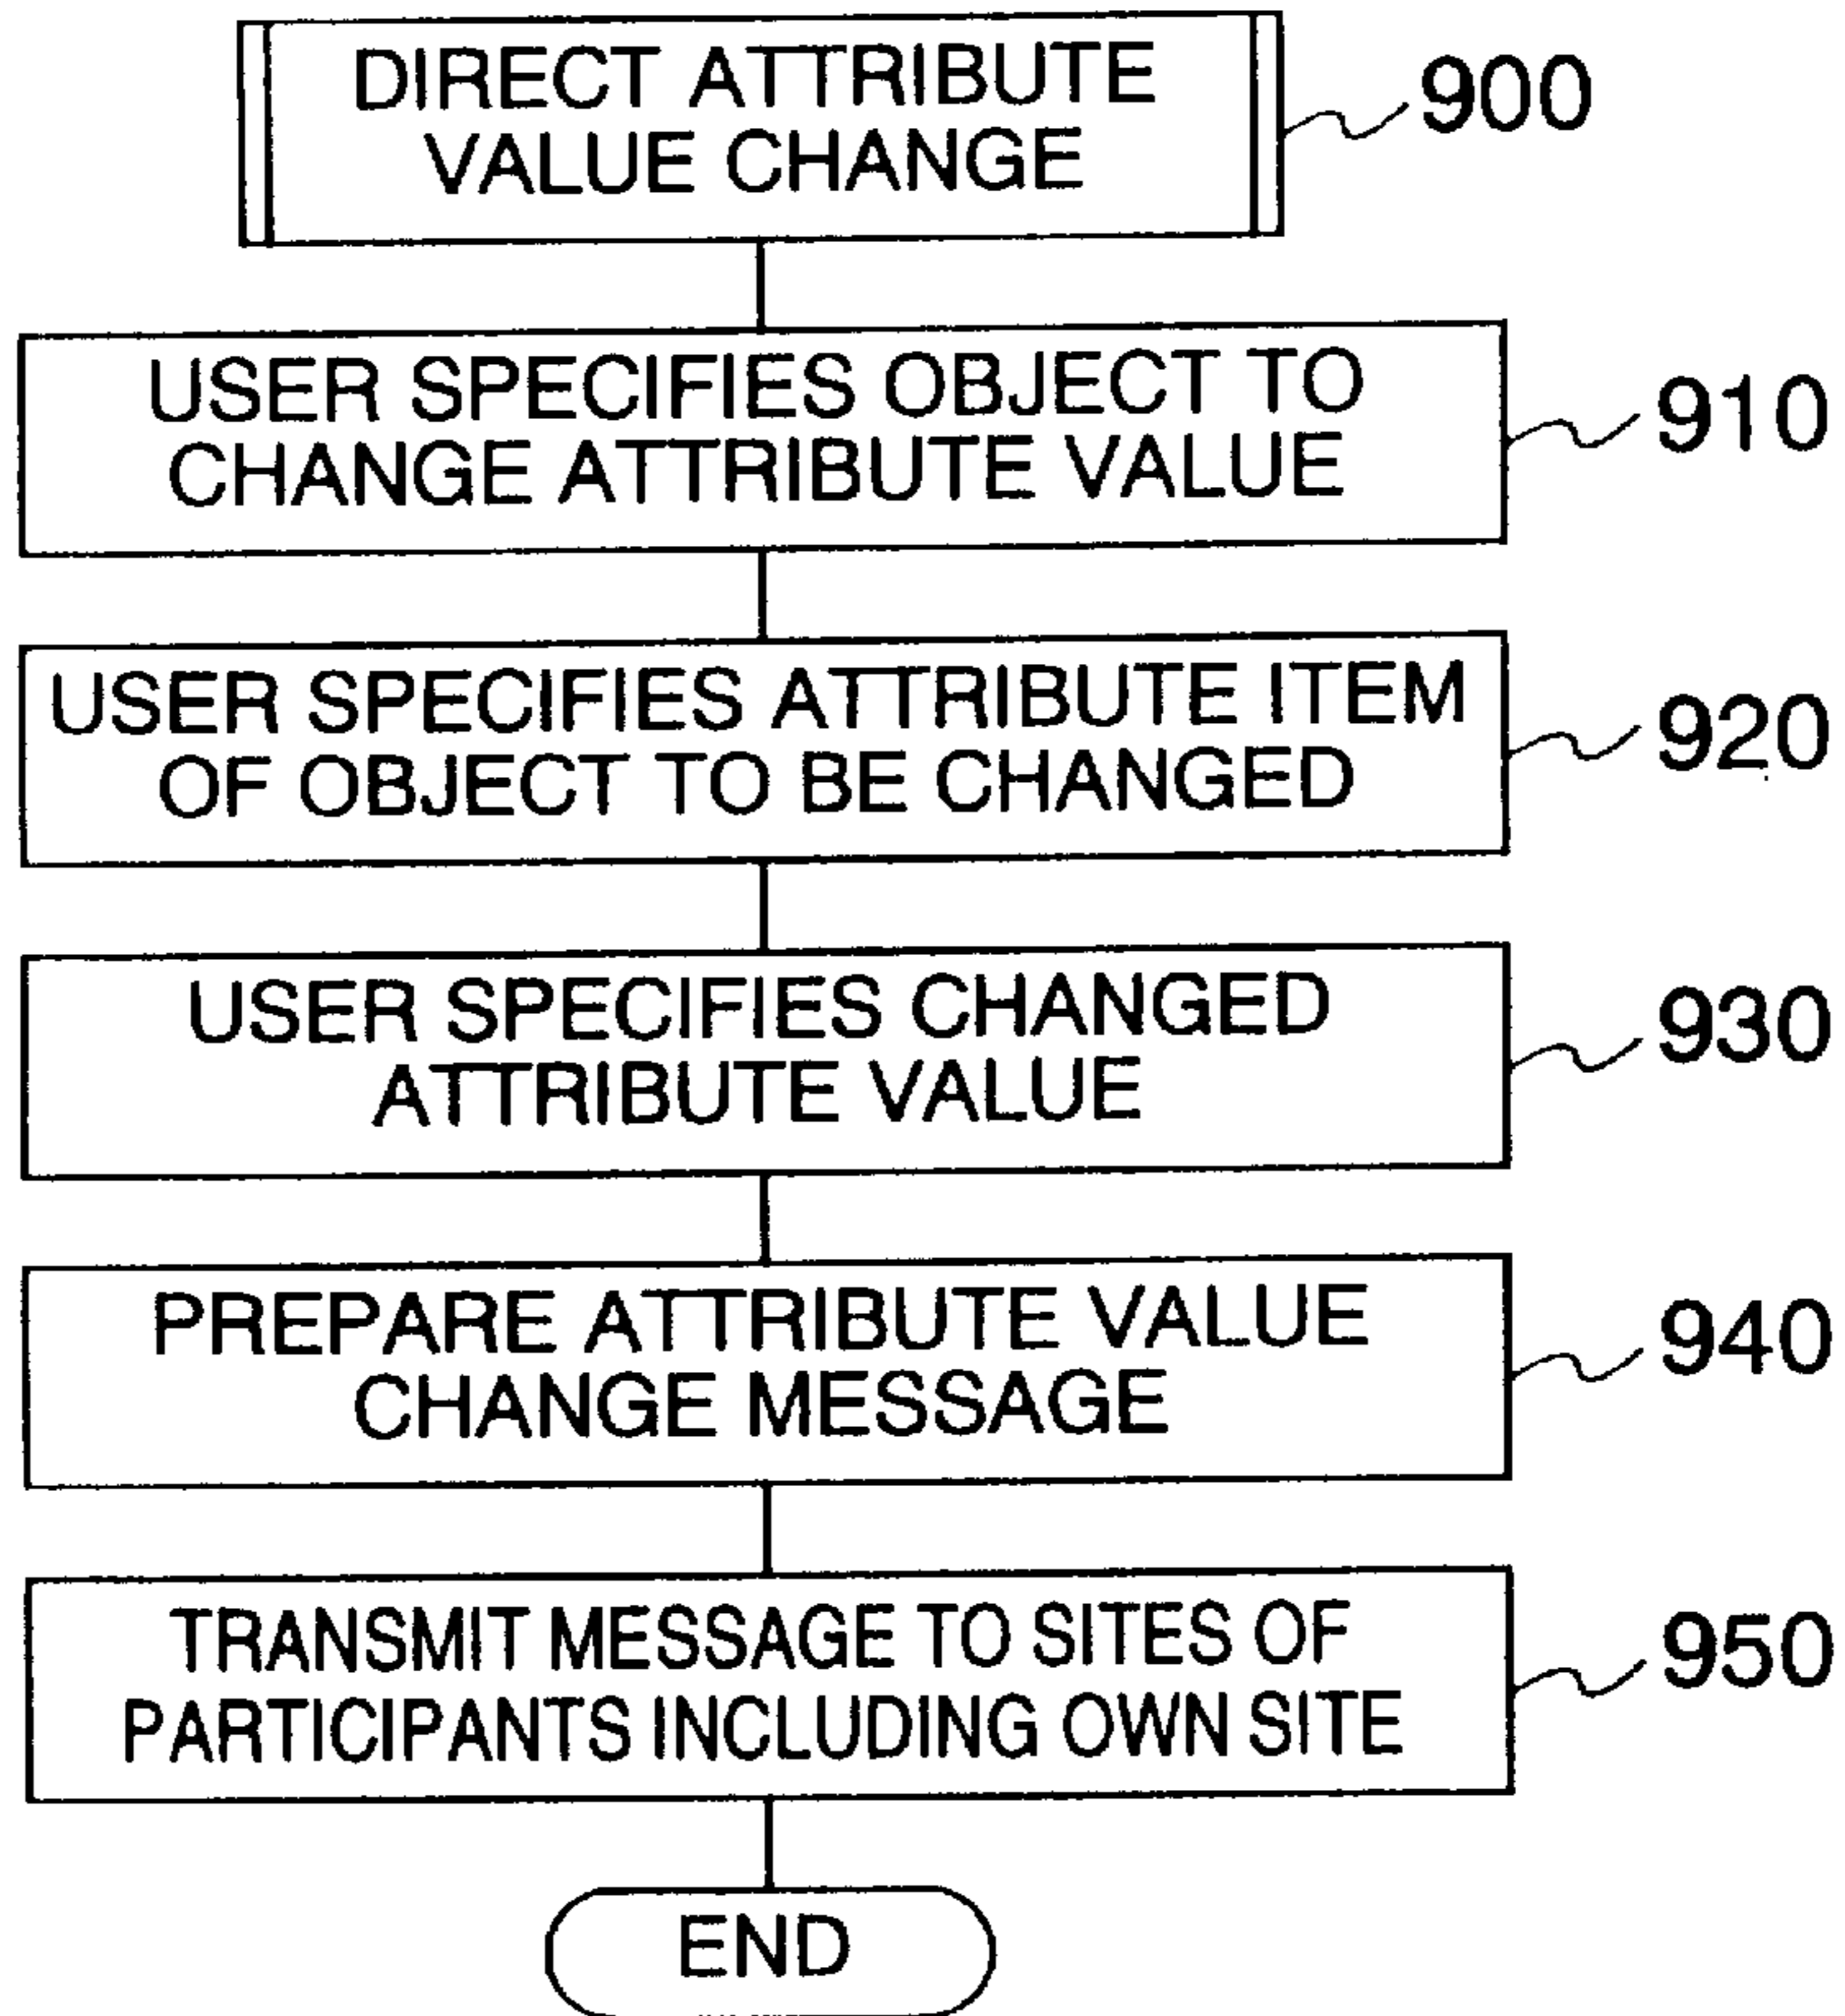 DIRECT ATTRIBUTE
VALUE CHANGE
900
USER SPECIFIES OBJECT TO
CHANGE ATTRIBUTE VALUE
910
USER SPECIFIES ATTRIBUTE ITEM
OF OBJECT TO BE CHANGED
920
USER SPECIFIES CHANGED
ATTRIBUTE VALUE
930
PREPARE ATTRIBUTE VALUE
CHANGE MESSAGE
940
TRANSMIT MESSAGE TO SITES OF
PARTICIPANTS INCLUDING OWN SITE
950
END